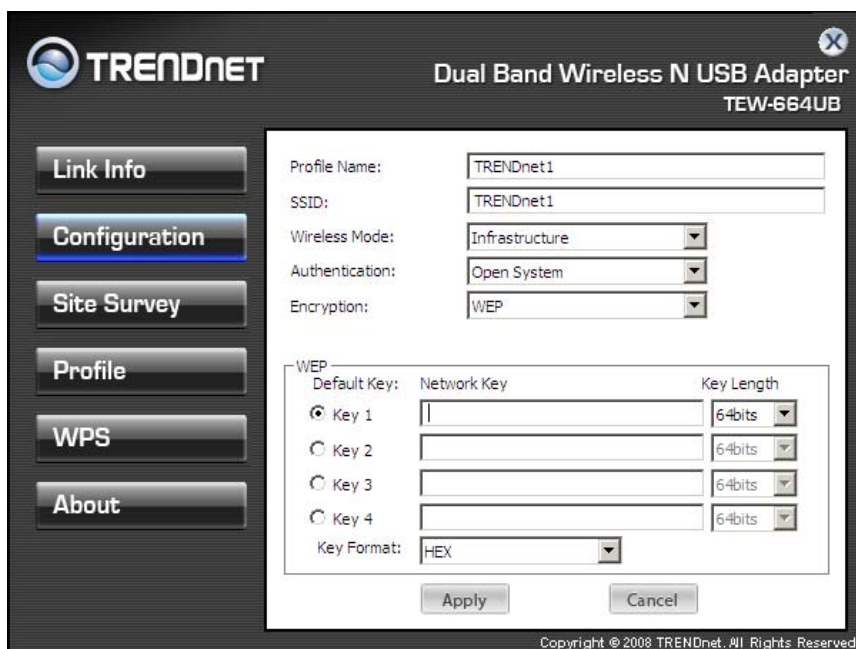 TRENDNET
Dual Band Wireless N USB Adapter
TEW-664UB
Link Info
Configuration
Site Survey
Profile
WPS
About
Profile Name: TRENDnet1
SSID: TRENDnet1
Wireless Mode: Infrastructure
Authentication: Open System
Encryption: WEP
WEP
Default Key: Network Key Key Length
Key 1 64bits
Key 2 64bits
Key 3 64bits
Key 4 64bits
Key Format: HEX
Apply Cancel
Copyright © 2008 TRENDnet. All Rights Reserved